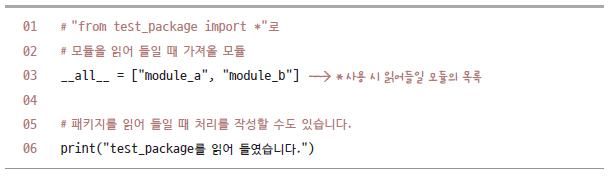 01 # "from test_package import *"로
02 # 모듈을 읽어 들일 때 가져올 모듈
03 __all__ = ["module_a", "module_b"] → * 사용 시 읽어들일 모듈의 목록
04
05 # 패키지를 읽어 들일 때 처리를 작성할 수도 있습니다.
06 print("test_package를 읽어 들였습니다.")